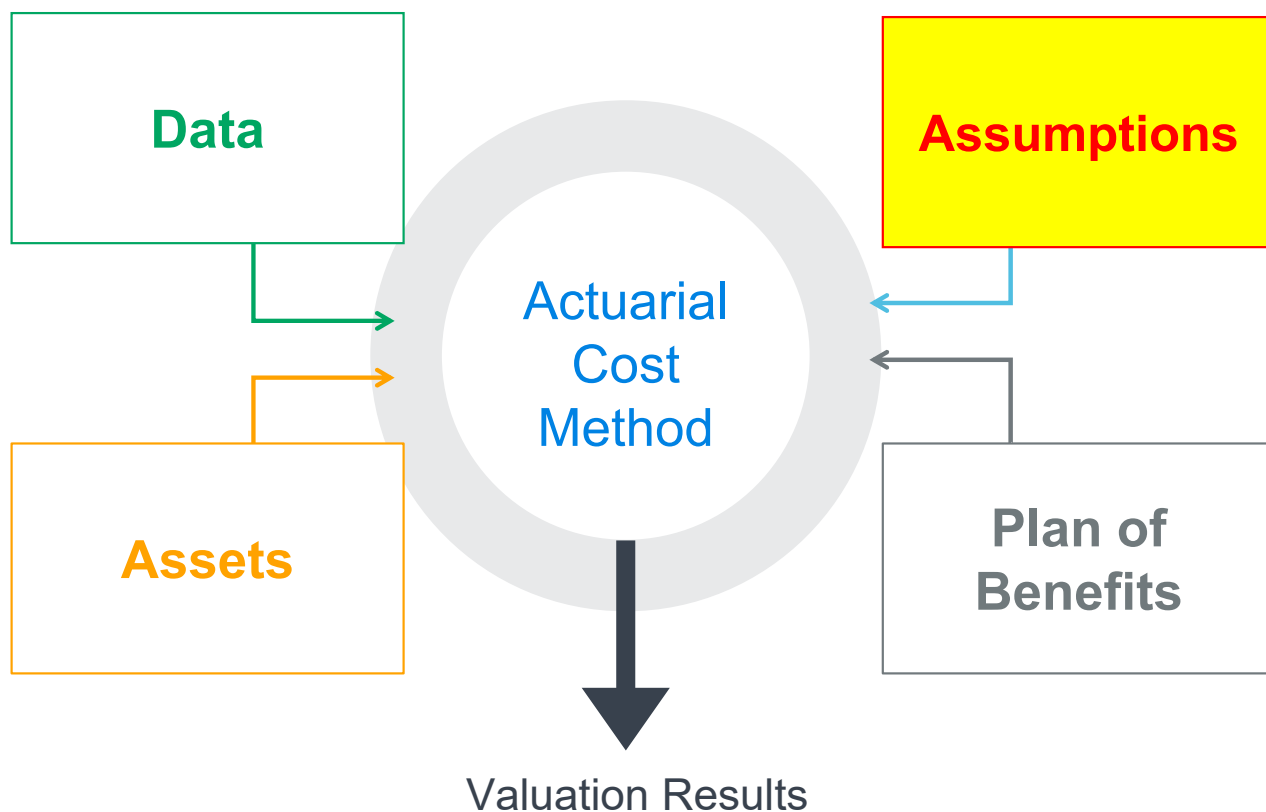 Data
Assumptions
Actuarial
Cost
Method
Assets
Plan of
Benefits
Valuation Results